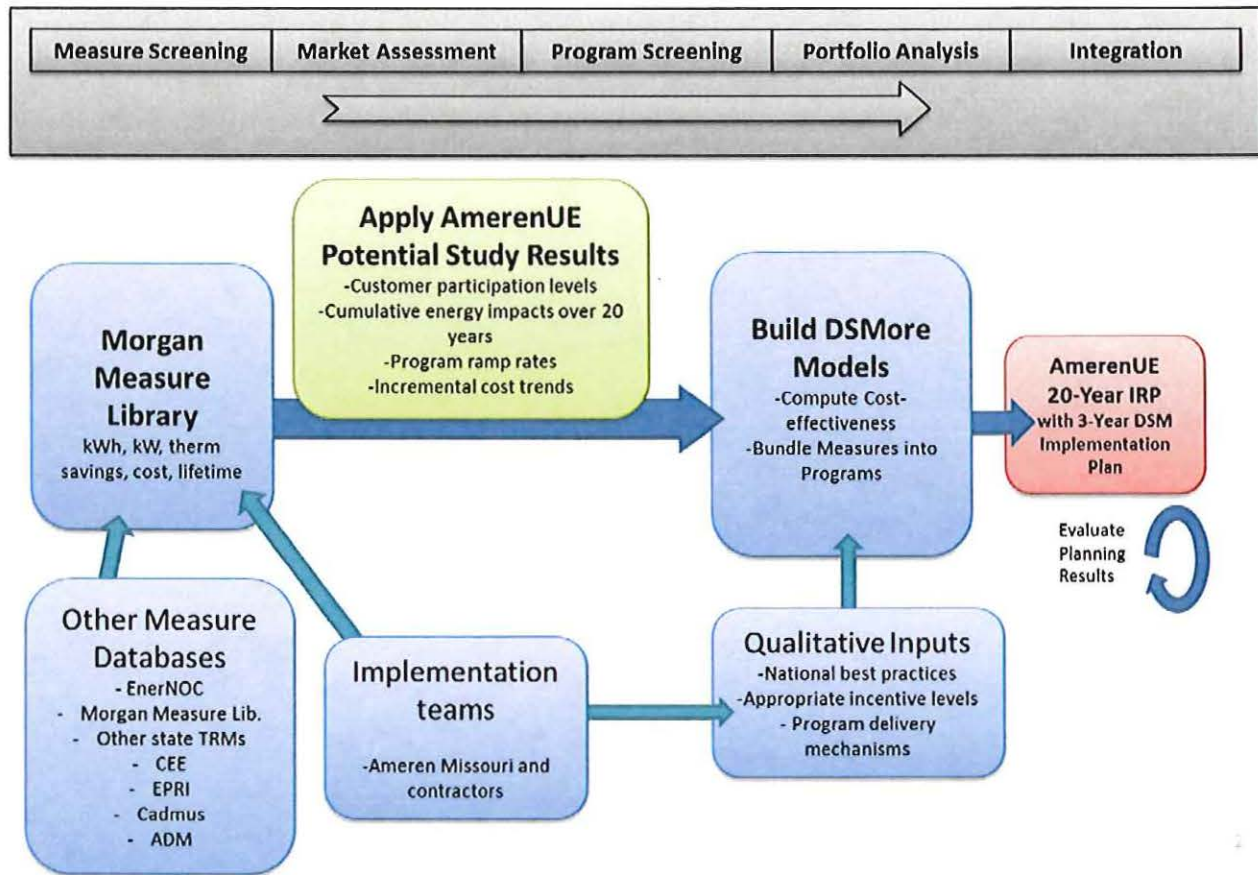 Measure Screening
Market Assessment
Program Screening
Portfolio Analysis
Integration
Apply AmerenUE
Potential Study Results
-Customer participation levels
-Cumulative energy impacts over 20
years
-Program ramp rates
-Incremental cost trends
Morgan
Measure
Library
kWh, kW, therm
savings, cost, lifetime
Build DSMore
Models
-Compute Cost-
effectiveness
-Bundle Measures into
Programs
AmerenUE
20-Year IRP
with 3-Year DSM
Implementation
Plan
Evaluate
Planning
Results
Other Measure
Databases
- EnerNOC
- Morgan Measure Lib.
- Other state TRMs
- CEE
- EPRI
- Cadmus
- ADM
Implementation
teams
-Ameren Missouri and
contractors
Qualitative Inputs
-National best practices
-Appropriate incentive levels
- Program delivery
mechanisms